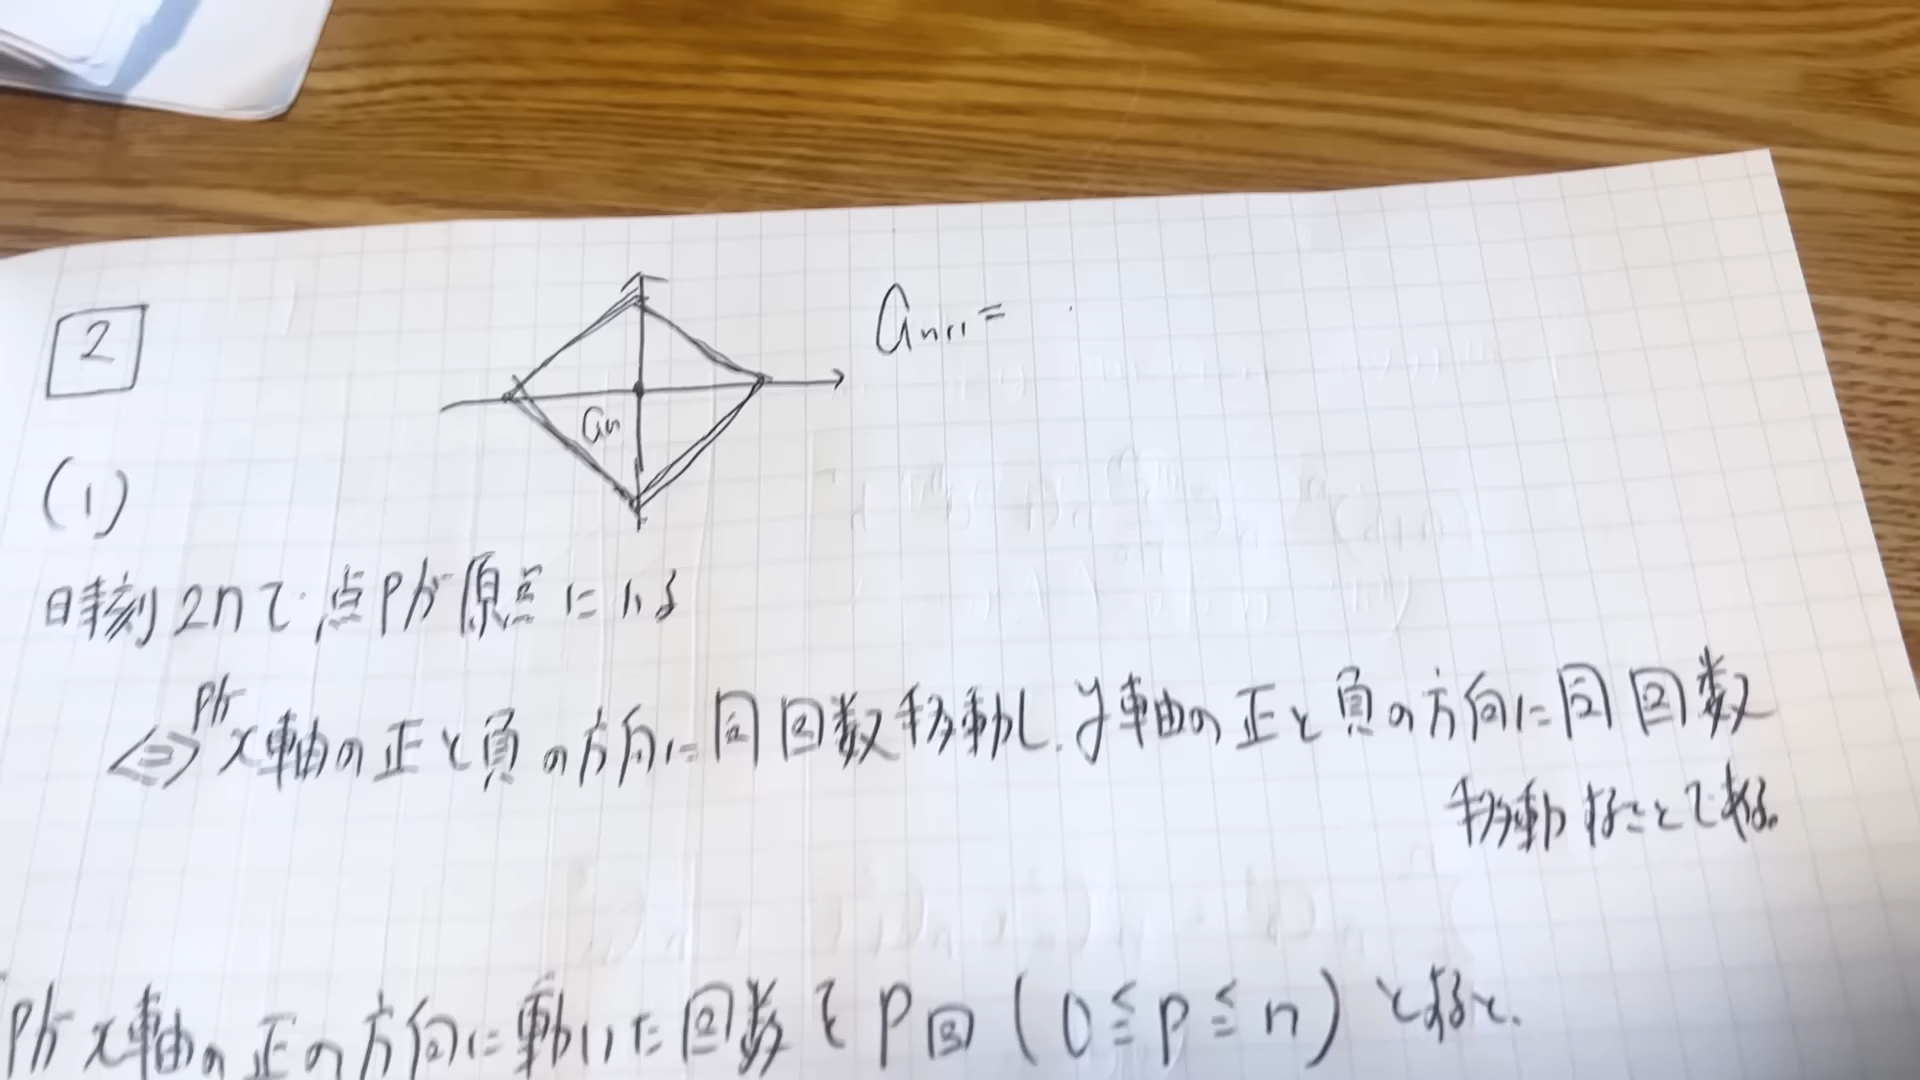 2
an
an+1=
(1)
時刻2nで点Pが原点にいる
Pが
⇔x軸の正と負の方向に同回数移動し、y軸の正と負の方向に同回数
移動することである。
Pがx軸の正の方向に動いた回数をP回(0≦P≦n)とすると、